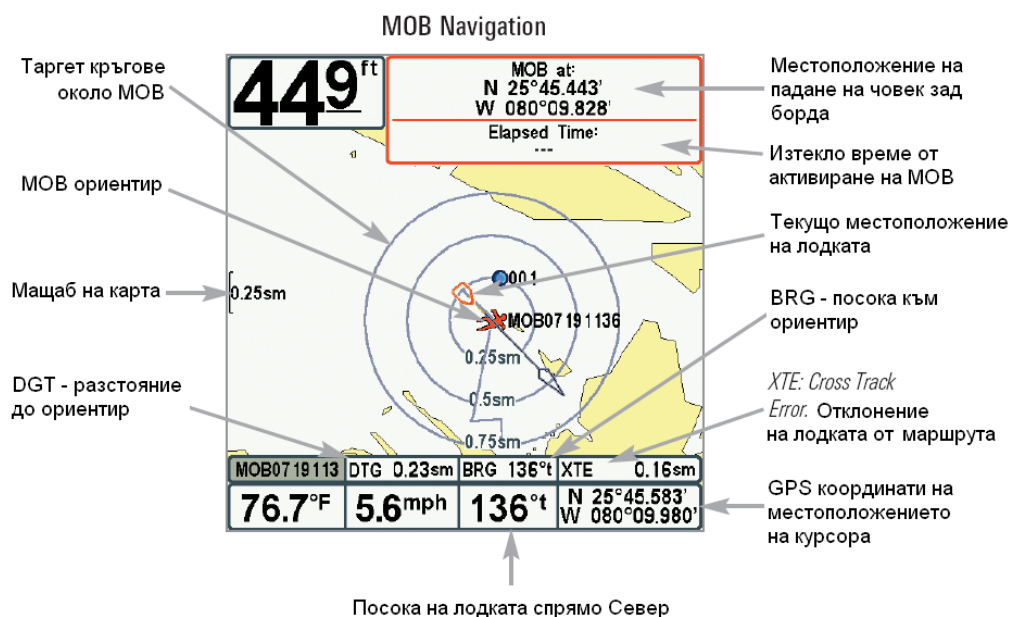 MOB Navigation
Таргет кръгове
около MOB
449 ft
MOB at:
N 25°45.443'
W 080°09.828'
Elapsed Time:
---
Местоположение на
падане на човек зад
борда
Изтекло време от
активиране на MOB
MOB ориентир
Текущо местоположение
на лодката
001
Мащаб на карта
0.25sm
MOB07191136
BRG - посока към
ориентир
0.25sm
0.5sm
0.75sm
DGT - разстояние
до ориентир
XTE: Cross Track
Error. Отклонение
на лодката от маршрута
MOB0719113 DTG 0.23sm BRG 136°t XTE 0.16sm
76.7°F 5.6mph 136°t N 25°45.583'
W 080°09.980'
GPS координати на
местоположението
на курсора
Посока на лодката спрямо Север